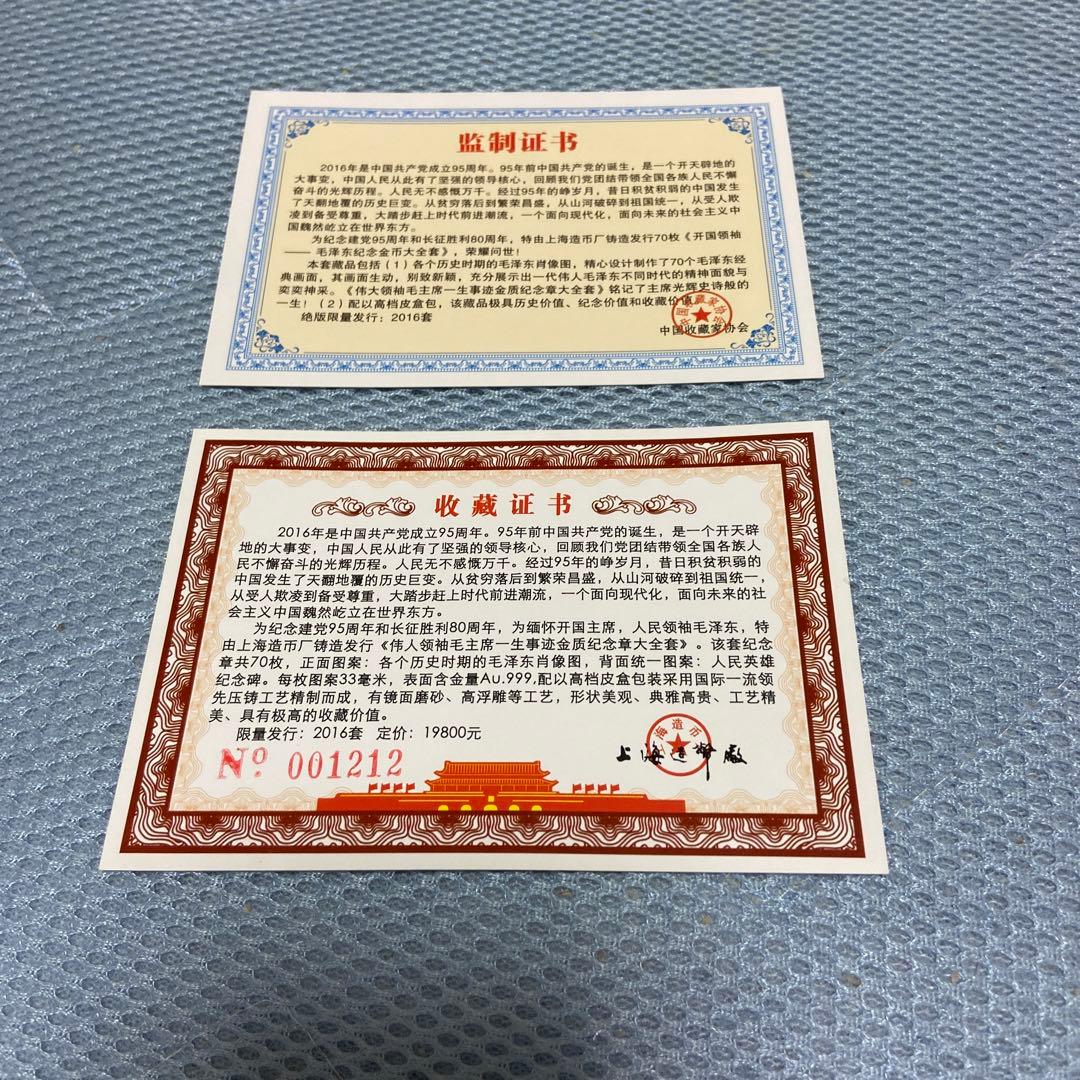 监制证书
2016年是中国共产党成立95周年。95年前中国共产党的诞生，是一个开天辟地的
大事变，中国人民从此有了坚强的领导核心，回顾我们党团结带领全国各族人民不懈
奋斗的光辉历程。人民无不感慨万千。经过95年的峥岁月，昔日积贫积弱的中国发生
了天翻地覆的历史巨变。从贫穷落后到繁荣昌盛，从山河破碎到祖国统一，从受人欺
凌到备受尊重，大踏步赶上时代前进潮流，一个面向现代化，面向未来的社会主义中
国魏然屹立在世界东方。
为纪念建党95周年和长征胜利80周年，特由上海造币厂铸造发行70枚《开国领袖
—— 毛泽东纪念金币大全套》，荣耀问世！
本套藏品包括（1）各个历史时期的毛泽东肖像图，精心设计制作了70个毛泽东经
典画面，其画面生动，别致新颖，充分展示出一代伟人毛泽东不同时代的精神面貌与
奕奕神采。《伟大领袖毛主席一生事迹金质纪念章大全套》铭记了主席光辉史诗般的
一生！（2）配以高档皮盒包，该藏品极具历史价值、纪念价值和收藏价值
绝版限量发行：2016套
中国收藏家协会
收藏证书
2016年是中国共产党成立95周年。95年前中国共产党的诞生，是一个开天辟
地的大事变，中国人民从此有了坚强的领导核心，回顾我们党团结带领全国各族人
民不懈奋斗的光辉历程。人民无不感慨万千。经过95年的峥岁月，昔日积贫积弱的
中国发生了天翻地覆的历史巨变。从贫穷落后到繁荣昌盛，从山河破碎到祖国统一，
从受人欺凌到备受尊重，大踏步赶上时代前进潮流，一个面向现代化，面向未来的社
会主义中国魏然屹立在世界东方。
为纪念建党95周年和长征胜利80周年，为缅怀开国主席，人民领袖毛泽东，特
由上海造币厂铸造发行《伟人领袖毛主席一生事迹金质纪念章大全套》。该套纪念
章共70枚，正面图案：各个历史时期的毛泽东肖像图，背面统一图案：人民英雄
纪念碑。每枚图案33毫米，表面含金量Au.999,配以高档皮盒包装采用国际一流领
先压铸工艺精制而成，有镜面磨砂、高浮雕等工艺，形状美观、典雅高贵、工艺精
美、具有极高的收藏价值。
限量发行：2016套 定价：19800元
No. 001212
上海造幣廠